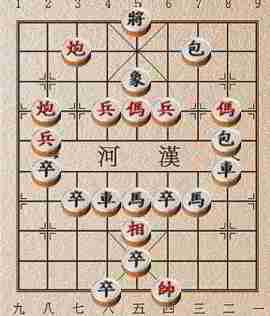 1 2 3 4 5 6 7 8 9
將
炮 包
象
炮 兵 傌 兵 傌
兵 包
河 漢
卒 車
卒 車 馬 卒 馬
相
卒
卒 帥
九 八 七 六 五 四 三 二 一